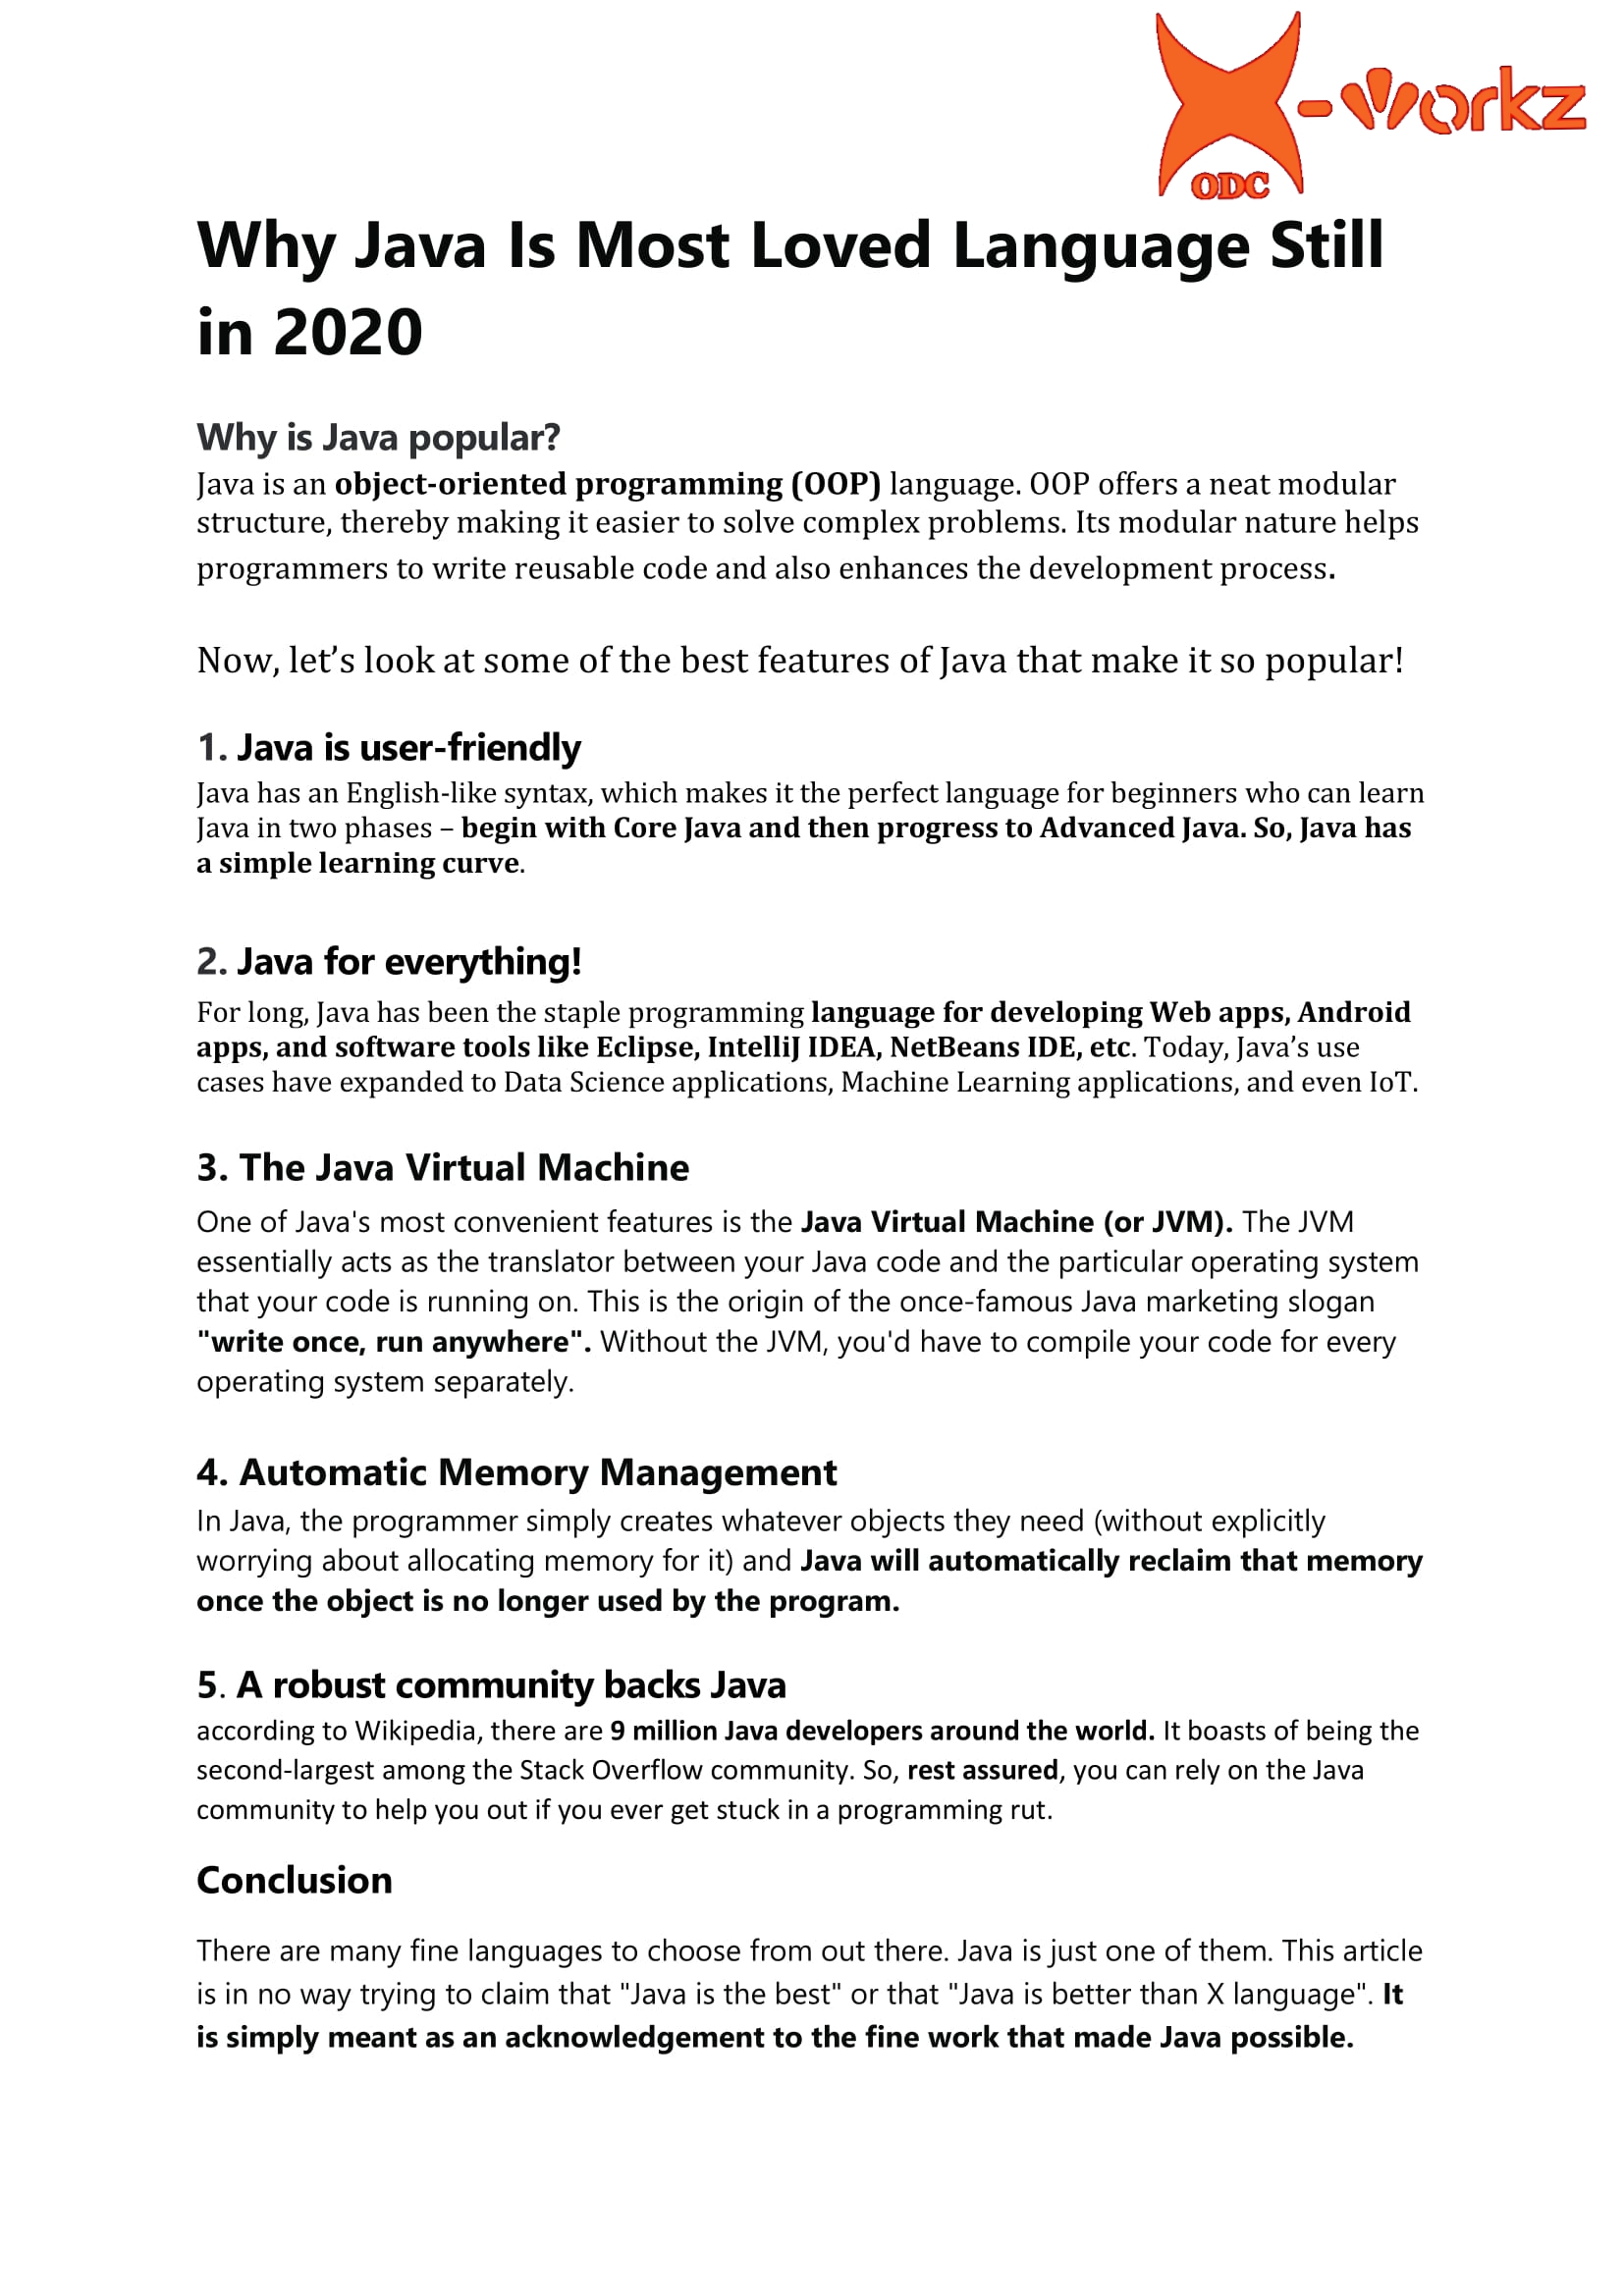 X-workz
ODC
Why Java Is Most Loved Language Still
in 2020
Why is Java popular?
Java is an object-oriented programming (OOP) language. OOP offers a neat modular
structure, thereby making it easier to solve complex problems. Its modular nature helps
programmers to write reusable code and also enhances the development process.
Now, let’s look at some of the best features of Java that make it so popular!
1. Java is user-friendly
Java has an English-like syntax, which makes it the perfect language for beginners who can learn
Java in two phases – begin with Core Java and then progress to Advanced Java. So, Java has
a simple learning curve.
2. Java for everything!
For long, Java has been the staple programming language for developing Web apps, Android
apps, and software tools like Eclipse, IntelliJ IDEA, NetBeans IDE, etc. Today, Java’s use
cases have expanded to Data Science applications, Machine Learning applications, and even IoT.
3. The Java Virtual Machine
One of Java's most convenient features is the Java Virtual Machine (or JVM). The JVM
essentially acts as the translator between your Java code and the particular operating system
that your code is running on. This is the origin of the once-famous Java marketing slogan
"write once, run anywhere". Without the JVM, you'd have to compile your code for every
operating system separately.
4. Automatic Memory Management
In Java, the programmer simply creates whatever objects they need (without explicitly
worrying about allocating memory for it) and Java will automatically reclaim that memory
once the object is no longer used by the program.
5. A robust community backs Java
according to Wikipedia, there are 9 million Java developers around the world. It boasts of being the
second-largest among the Stack Overflow community. So, rest assured, you can rely on the Java
community to help you out if you ever get stuck in a programming rut.
Conclusion
There are many fine languages to choose from out there. Java is just one of them. This article
is in no way trying to claim that "Java is the best" or that "Java is better than X language". It
is simply meant as an acknowledgement to the fine work that made Java possible.